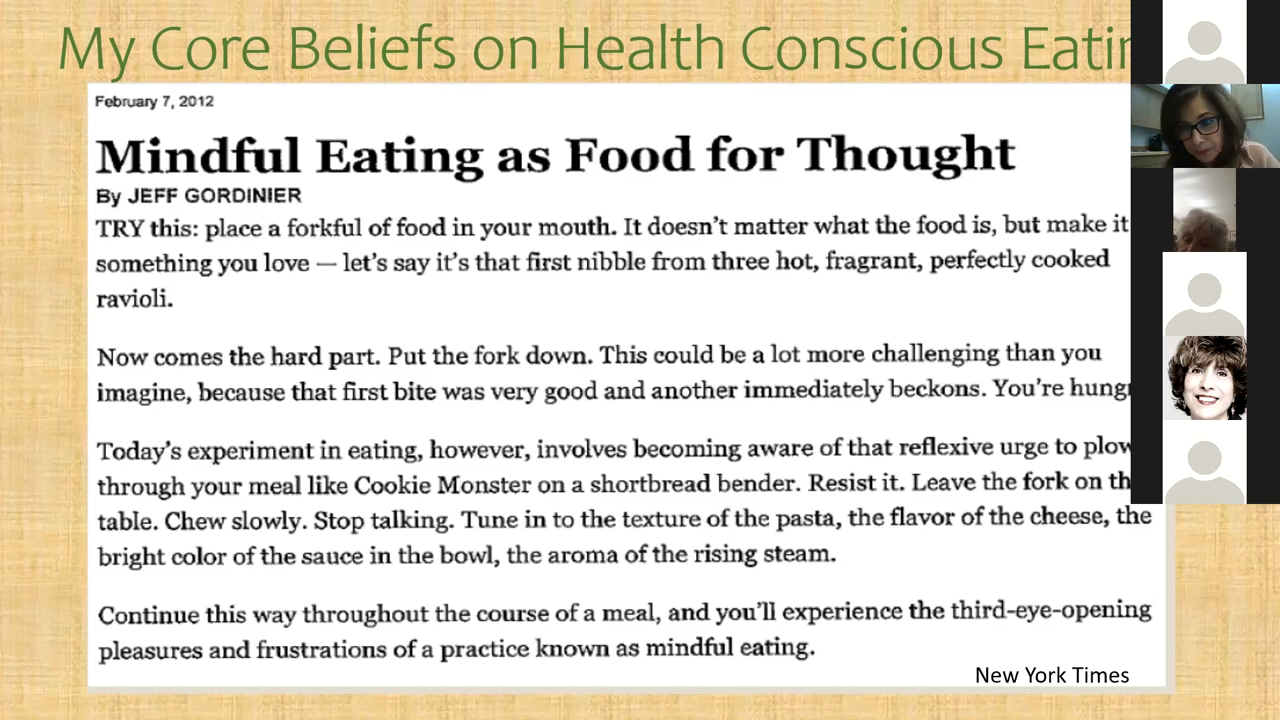 My Core Beliefs on Health Conscious Eatin
February 7, 2012
Mindful Eating as Food for Thought
By JEFF GORDINIER
TRY this: place a forkful of food in your mouth. It doesn't matter what the food is, but make it
something you love — let's say it's that first nibble from three hot, fragrant, perfectly cooked
ravioli.
Now comes the hard part. Put the fork down. This could be a lot more challenging than you
imagine, because that first bite was very good and another immediately beckons. You're hungr
Today's experiment in eating, however, involves becoming aware of that reflexive urge to plow
through your meal like Cookie Monster on a shortbread bender. Resist it. Leave the fork on th
table. Chew slowly. Stop talking. Tune in to the texture of the pasta, the flavor of the cheese, the
bright color of the sauce in the bowl, the aroma of the rising steam.
Continue this way throughout the course of a meal, and you'll experience the third-eye-opening
pleasures and frustrations of a practice known as mindful eating.
New York Times